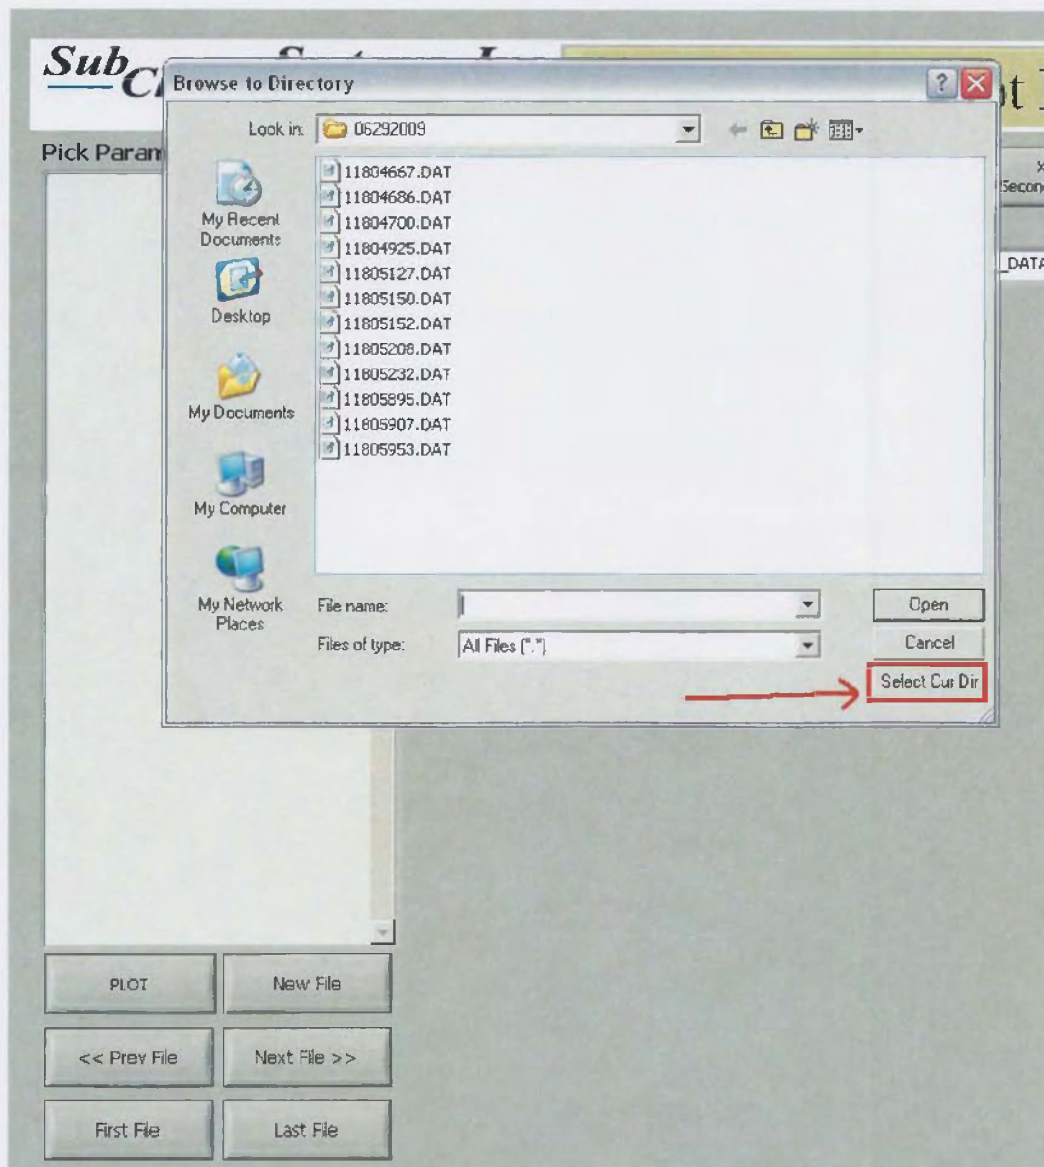 Sub
Browse to Directory
Look in:
06292009
Pick Param
11804667.DAT
11804686.DAT
11804700.DAT
11804925.DAT
11805127.DAT
11805150.DAT
11805152.DAT
11805208.DAT
11805232.DAT
11805895.DAT
11805907.DAT
11805953.DAT
My Recent
Documents
Desktop
My Documents
My Computer
My Network
Places
Secon
_DATA
File name:
Open
Files of type:
All Files (*.*)
Cancel
Select Cur Dir
PLOT
New File
<< Prev File
Next File >>
First File
Last File